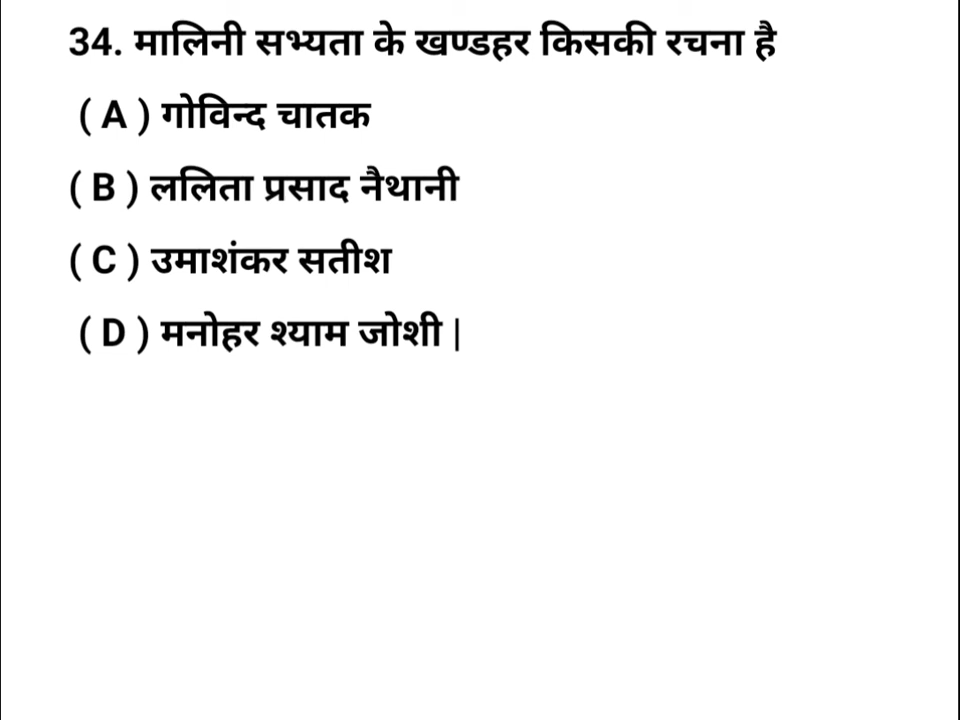 34. मालिनी सभ्यता के खण्डहर किसकी रचना है
( A ) गोविन्द चातक
( B ) ललिता प्रसाद नैथानी
( C ) उमाशंकर सतीश
( D ) मनोहर श्याम जोशी |